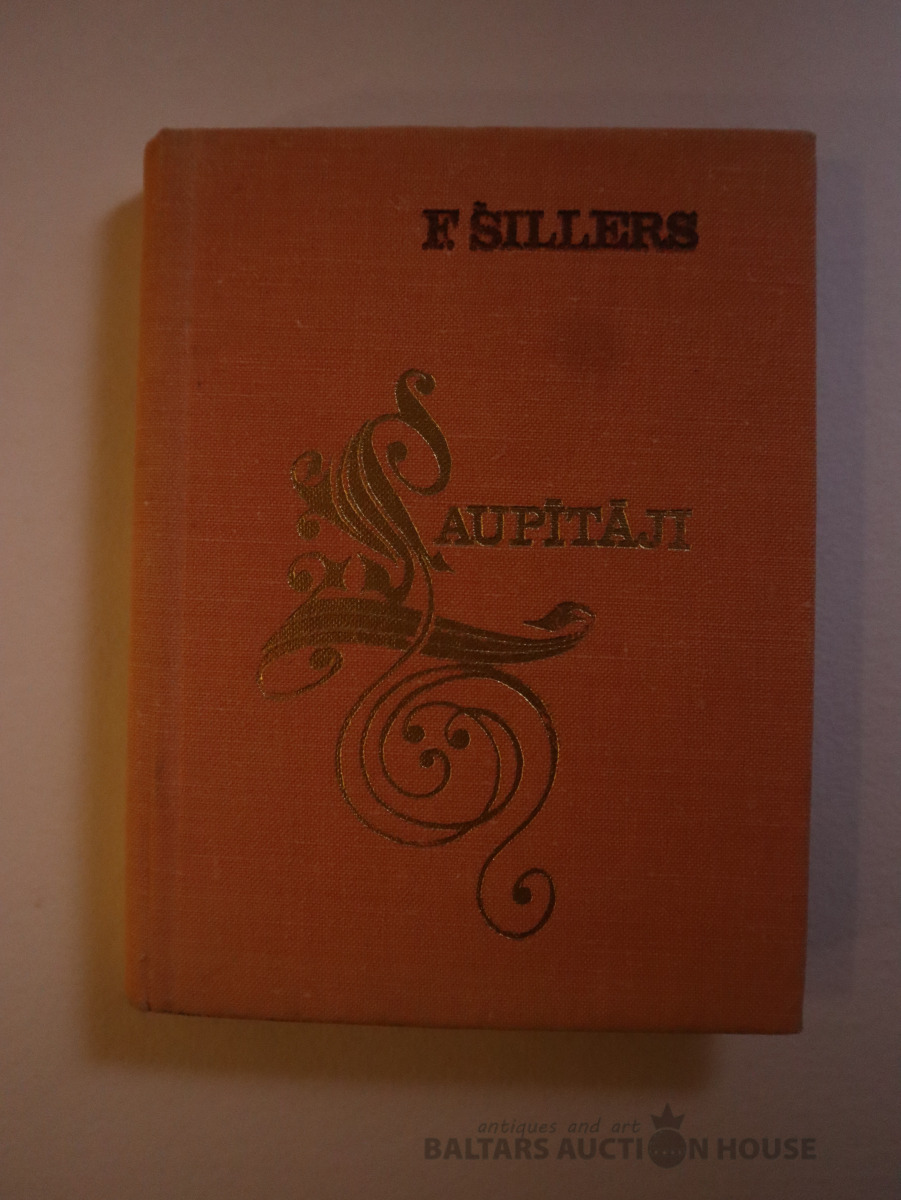 F. ŠILLERS
LAUPĪTĀJI
antiques and art
BALTARS AUCTION HOUSE